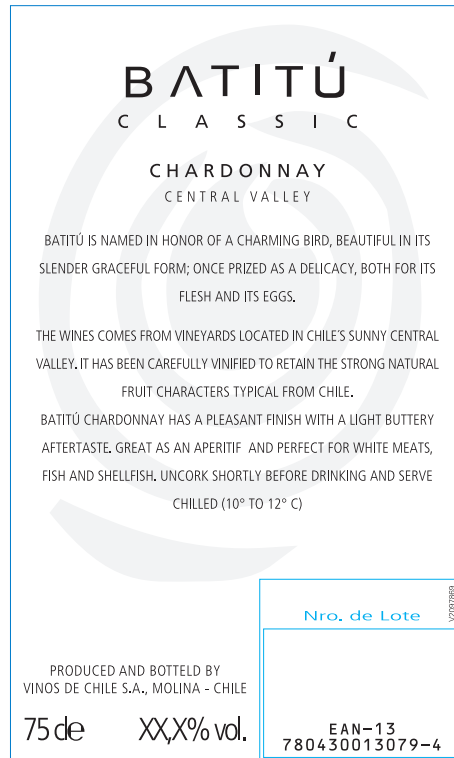 BATITÚ
CLASSIC
CHARDONNAY
CENTRAL VALLEY
BATITÚ IS NAMED IN HONOR OF A CHARMING BIRD, BEAUTIFUL IN ITS
SLENDER GRACEFUL FORM; ONCE PRIZED AS A DELICACY, BOTH FOR ITS
FLESH AND ITS EGGS.
THE WINES COMES FROM VINEYARDS LOCATED IN CHILE'S SUNNY CENTRAL
VALLEY. IT HAS BEEN CAREFULLY VINIFIED TO RETAIN THE STRONG NATURAL
FRUIT CHARACTERS TYPICAL FROM CHILE.
BATITÚ CHARDONNAY HAS A PLEASANT FINISH WITH A LIGHT BUTTERY
AFTERTASTE. GREAT AS AN APERITIF AND PERFECT FOR WHITE MEATS,
FISH AND SHELLFISH. UNCORK SHORTLY BEFORE DRINKING AND SERVE
CHILLED (10° TO 12° C)
PRODUCED AND BOTTELD BY
VINOS DE CHILE S.A., MOLINA - CHILE
75 de XX,X% vol.
Nro. de Lote
V2097869
EAN-13
780430013079-4